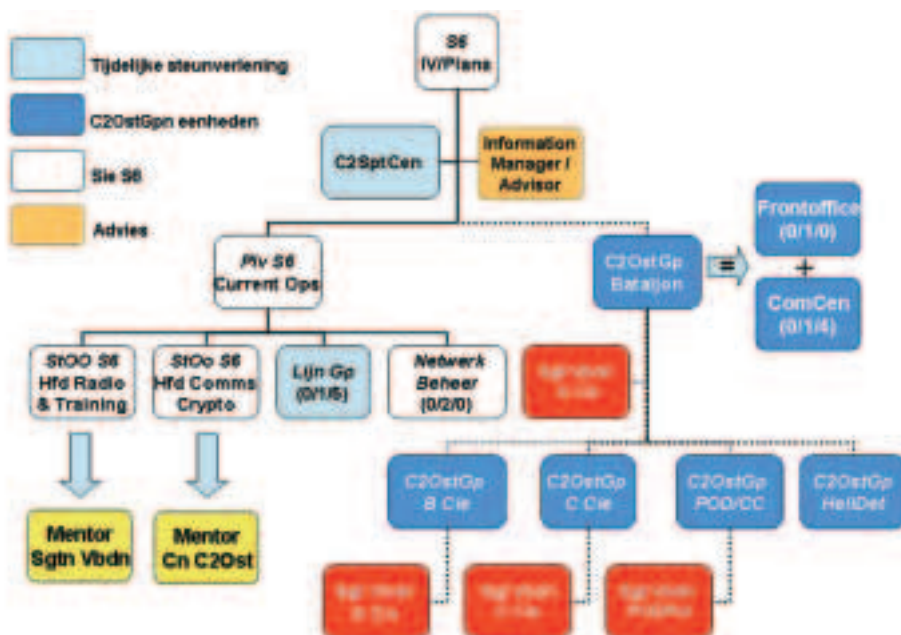 Tijdelijke steunverlening
C2OstGpn eenheden
Sie S6
Advies
S6
IV/Plans
C2SptCen
Information
Manager /
Advisor
Plv S6
Current Ops
C2OstGp
Bataljon
=
Frontoffice
(0/1/0)
+
ComCen
(0/1/4)
StOO S6
Hfd Radio
& Training
StOo S6
Hfd Comms
Crypto
Lijn Gp
(0/1/5)
Netwerk
Beheer
(0/2/0)
C2OstGp
B Cie
C2OstGp
C Cie
C2OstGp
POD/CC
C2OstGp
HeliDet
Mentor
Sgtn Vbdn
Mentor
Cn C2Ost